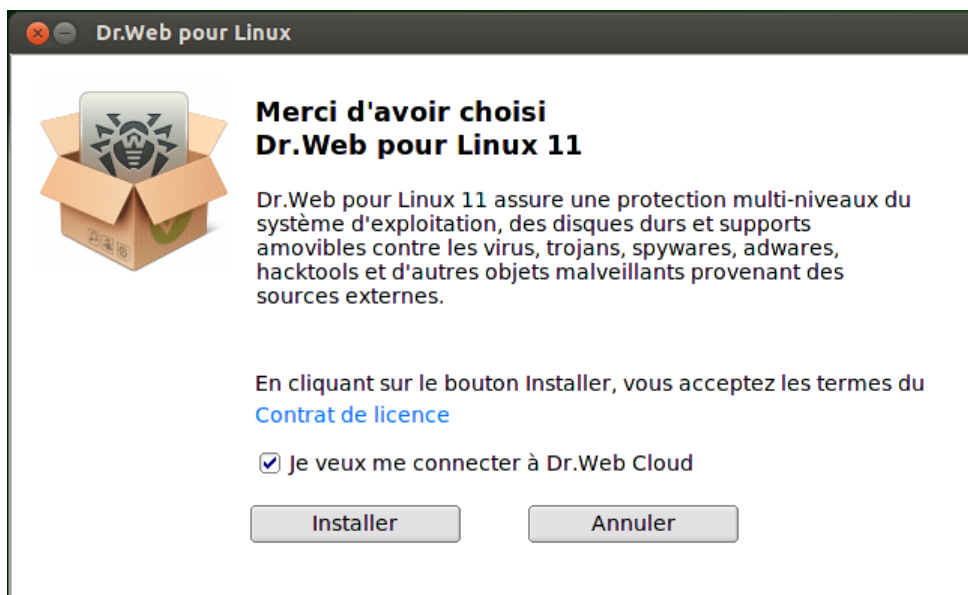 Dr.Web pour Linux
Merci d'avoir choisi
Dr.Web pour Linux 11
Dr.Web pour Linux 11 assure une protection multi-niveaux du
système d'exploitation, des disques durs et supports
amovibles contre les virus, trojans, spywares, adwares,
hacktools et d'autres objets malveillants provenant des
sources externes.
En cliquant sur le bouton Installer, vous acceptez les termes du
Contrat de licence
Je veux me connecter à Dr.Web Cloud
Installer
Annuler